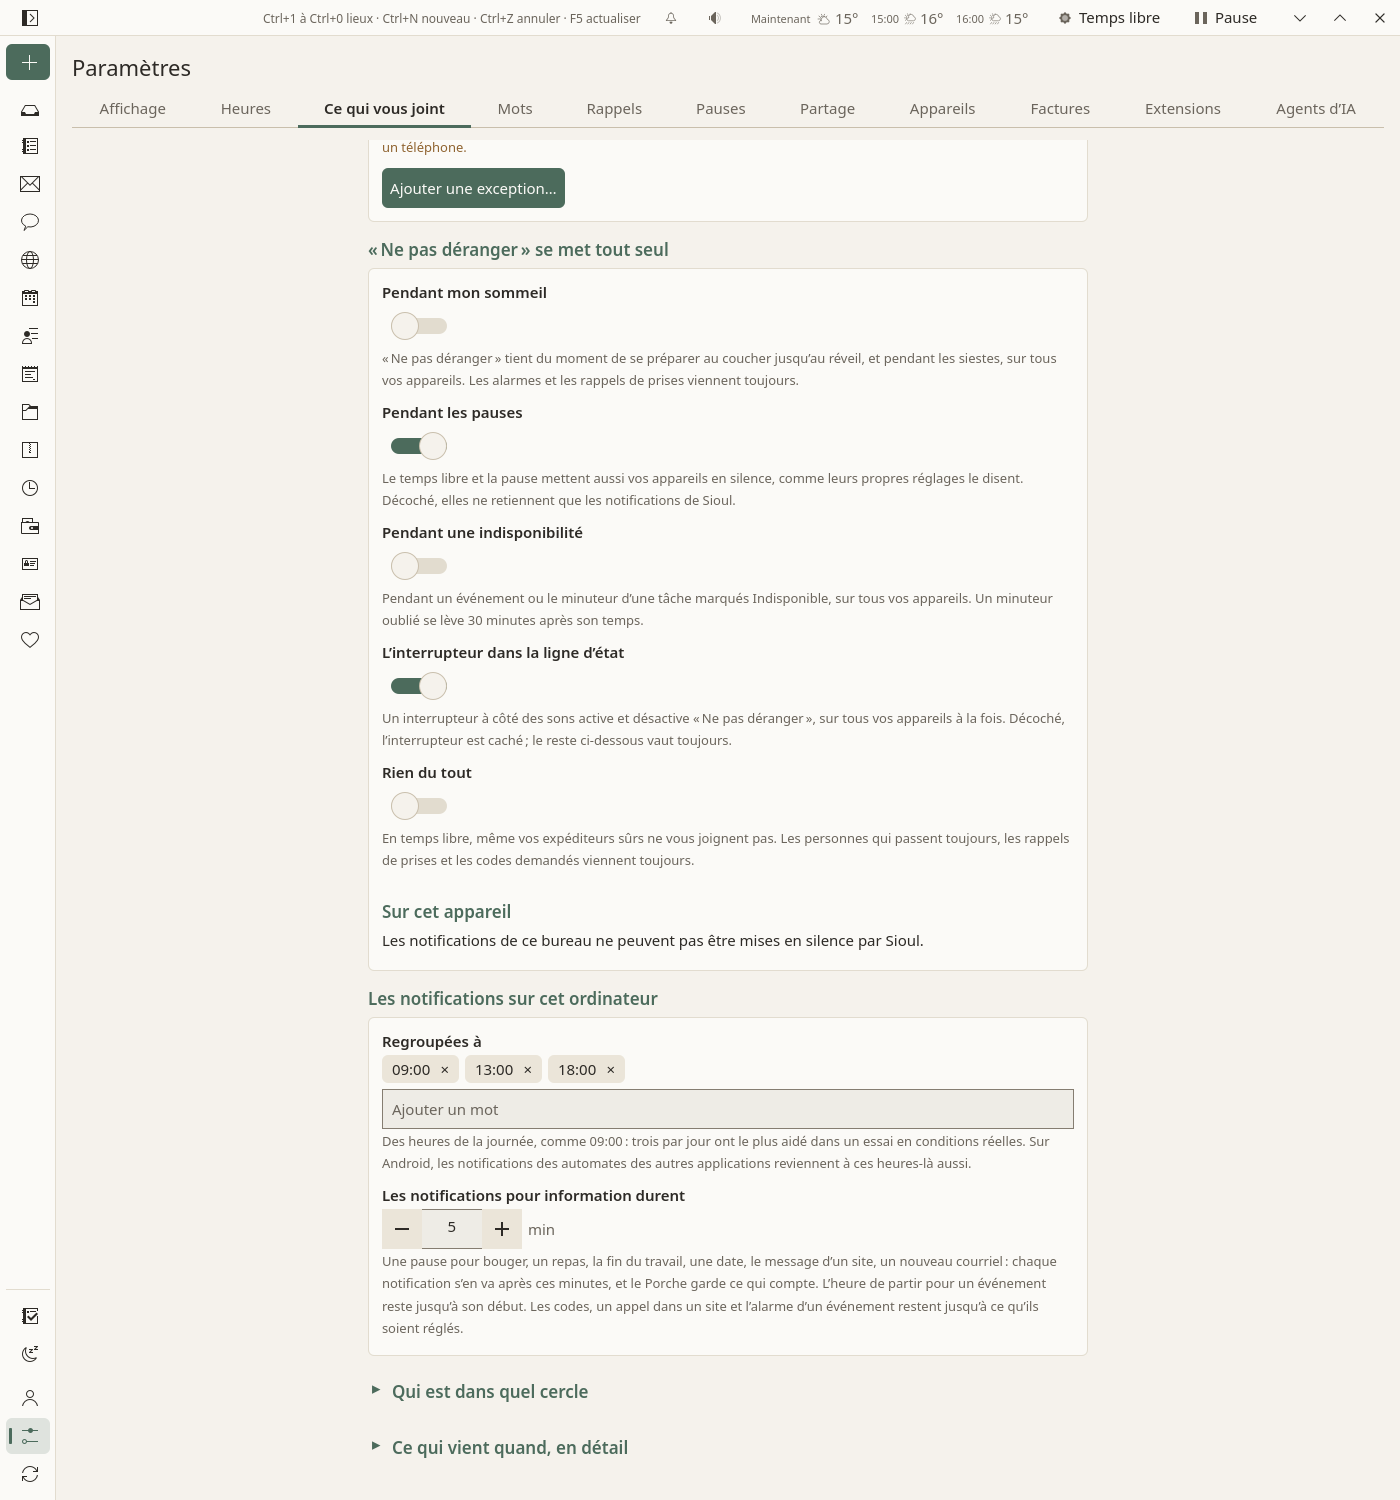 Ctrl+1 à Ctrl+0 lieux · Ctrl+N nouveau · Ctrl+Z annuler · F5 actualiser
Maintenant 15° 15:00 16° 16:00 15°
Temps libre
Pause
Paramètres
Affichage
Heures
Ce qui vous joint
Mots
Rappels
Pauses
Partage
Appareils
Factures
Extensions
Agents d’IA
un téléphone.
Ajouter une exception…
« Ne pas déranger » se met tout seul
Pendant mon sommeil
« Ne pas déranger » tient du moment de se préparer au coucher jusqu’au réveil, et pendant les siestes, sur tous
vos appareils. Les alarmes et les rappels de prises viennent toujours.
Pendant les pauses
Le temps libre et la pause mettent aussi vos appareils en silence, comme leurs propres réglages le disent.
Décoché, elles ne retiennent que les notifications de Sioul.
Pendant une indisponibilité
Pendant un événement ou le minuteur d’une tâche marqués Indisponible, sur tous vos appareils. Un minuteur
oublié se lève 30 minutes après son temps.
L’interrupteur dans la ligne d’état
Un interrupteur à côté des sons active et désactive « Ne pas déranger », sur tous vos appareils à la fois. Décoché,
l’interrupteur est caché ; le reste ci-dessous vaut toujours.
Rien du tout
En temps libre, même vos expéditeurs sûrs ne vous joignent pas. Les personnes qui passent toujours, les rappels
de prises et les codes demandés viennent toujours.
Sur cet appareil
Les notifications de ce bureau ne peuvent pas être mises en silence par Sioul.
Les notifications sur cet ordinateur
Regroupées à
09:00 × 13:00 × 18:00 ×
Ajouter un mot
Des heures de la journée, comme 09:00 : trois par jour ont le plus aidé dans un essai en conditions réelles. Sur
Android, les notifications des automates des autres applications reviennent à ces heures-là aussi.
Les notifications pour information durent
5 min
Une pause pour bouger, un repas, la fin du travail, une date, le message d’un site, un nouveau courriel : chaque
notification s’en va après ces minutes, et le Porche garde ce qui compte. L’heure de partir pour un événement
reste jusqu’à son début. Les codes, un appel dans un site et l’alarme d’un événement restent jusqu’à ce qu’ils
soient réglés.
Qui est dans quel cercle
Ce qui vient quand, en détail